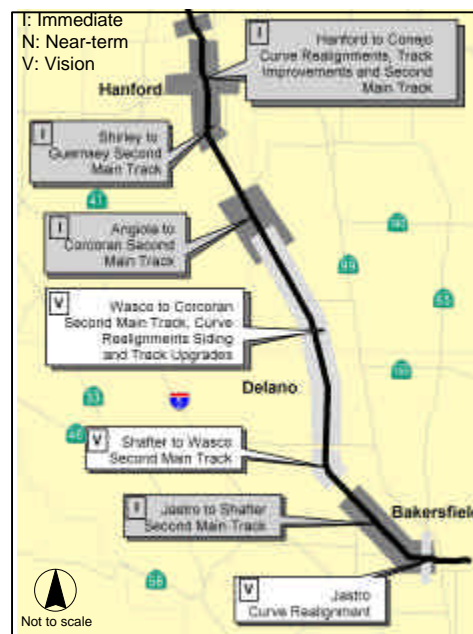 I: Immediate
N: Near-term
V: Vision
I
Hanford to Conejo
Curve Realignments, Track
Improvements and Second
Main Track
Hanford
I
Shirley to
Guernsey Second
Main Track
41
I
Angiola to
Corcoran Second
Main Track
99
V
Wasco to Corcoran
Second Main Track, Curve
Realignments Siding
and Track Upgrades
Delano
V
Shafter to Wasco
Second Main Track
46
I
Jastro to Shafter
Second Main Track
Bakersfield
V
Jastro
Curve Realignment
Not to scale